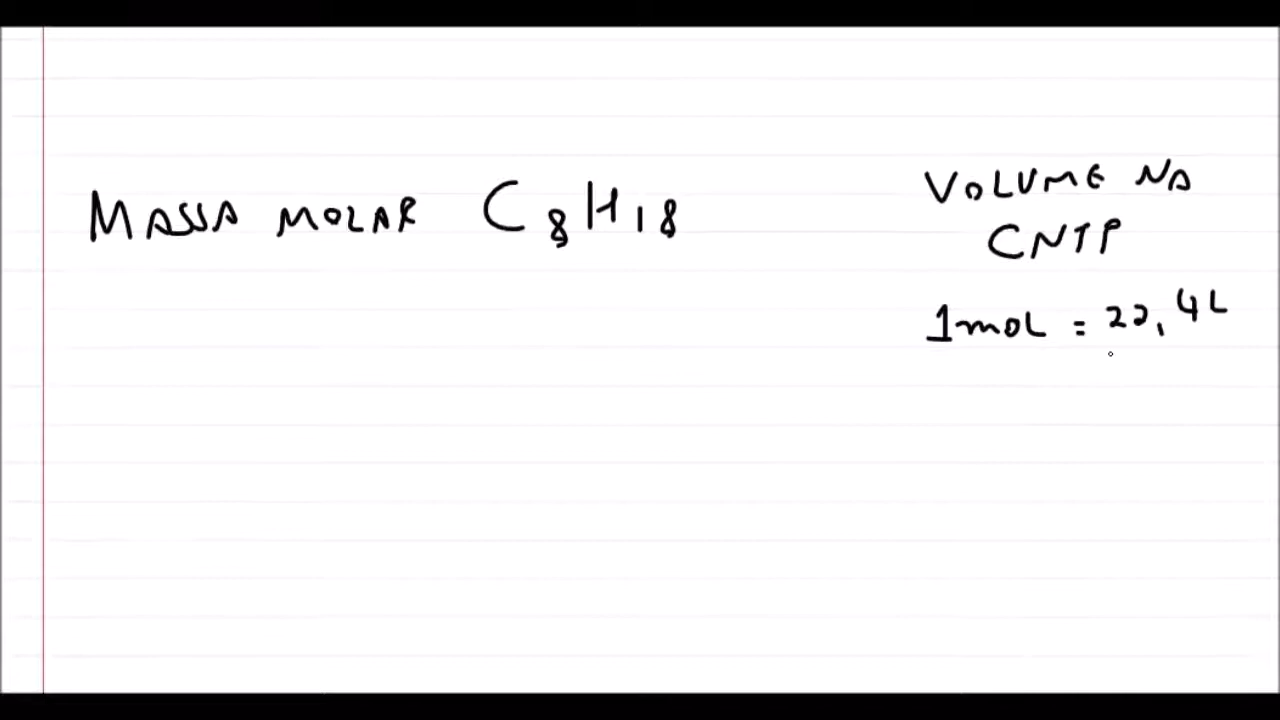 MASSA MOLAR C₈H₁₈
VOLUME NA
CNTP
1mol = 22,4L